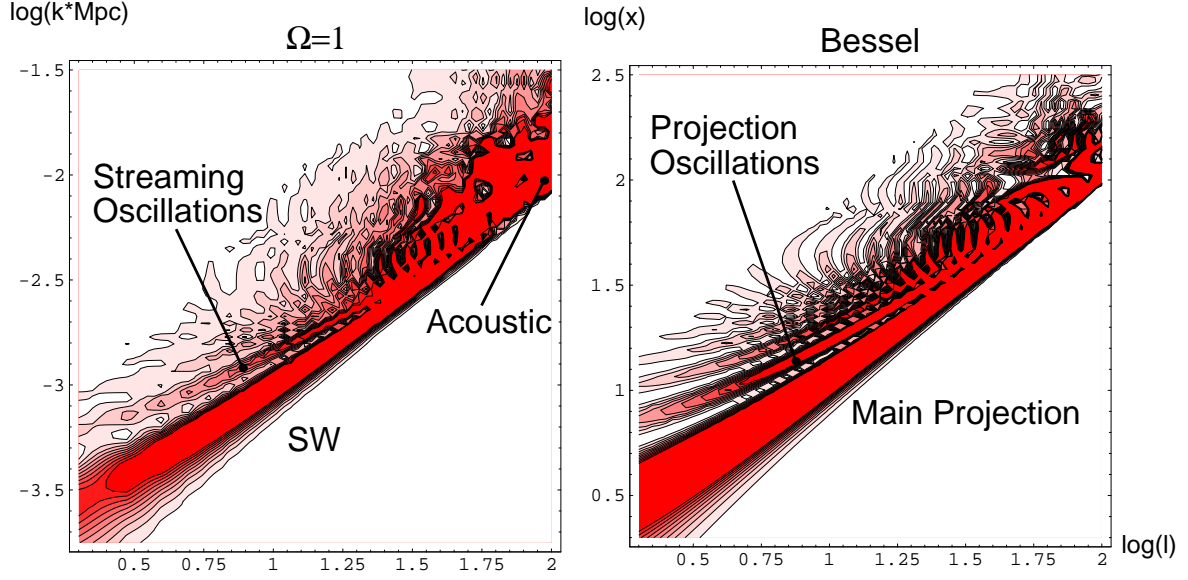 log(k*Mpc)
Ω=1
-1.5
-2
-2.5
-3
-3.5
Streaming
Oscillations
Acoustic
SW
0.5 0.75 1 1.25 1.5 1.75 2
log(x)
Bessel
2.5
2
1.5
1
0.5
Projection
Oscillations
Main Projection
log(l)
0.5 0.75 1 1.25 1.5 1.75 2